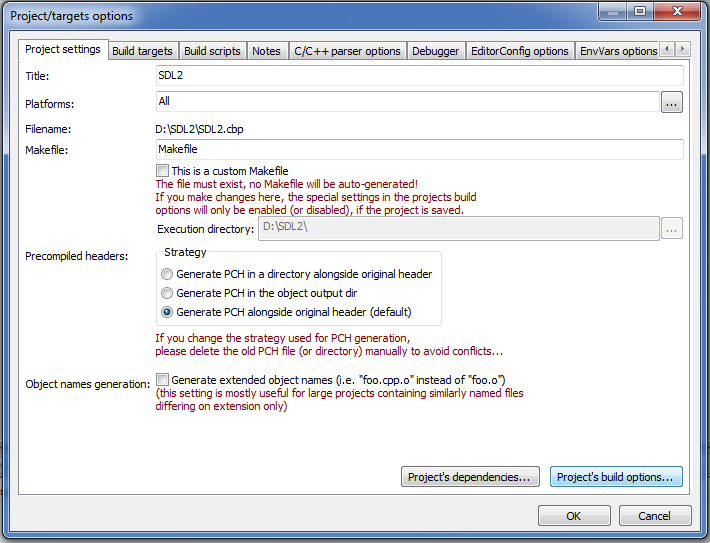 Project/targets options
Project settings
Build targets
Build scripts
Notes
C/C++ parser options
Debugger
EditorConfig options
EnvVars options
Title:
SDL2
Platforms:
All
...
Filename:
D:\SDL2\SDL2.cbp
Makefile:
Makefile
This is a custom Makefile
The file must exist, no Makefile will be auto-generated!
If you make changes here, the special settings in the projects build
options will only be enabled (or disabled), if the project is saved.
Execution directory:
D:\SDL2\
...
Precompiled headers:
Strategy
Generate PCH in a directory alongside original header
Generate PCH in the object output dir
Generate PCH alongside original header (default)
If you change the strategy used for PCH generation,
please delete the old PCH file (or directory) manually to avoid conflicts...
Object names generation:
Generate extended object names (i.e. "foo.cpp.o" instead of "foo.o")
(this setting is mostly useful for large projects containing similarly named files
differing on extension only)
Project's dependencies...
Project's build options...
OK
Cancel